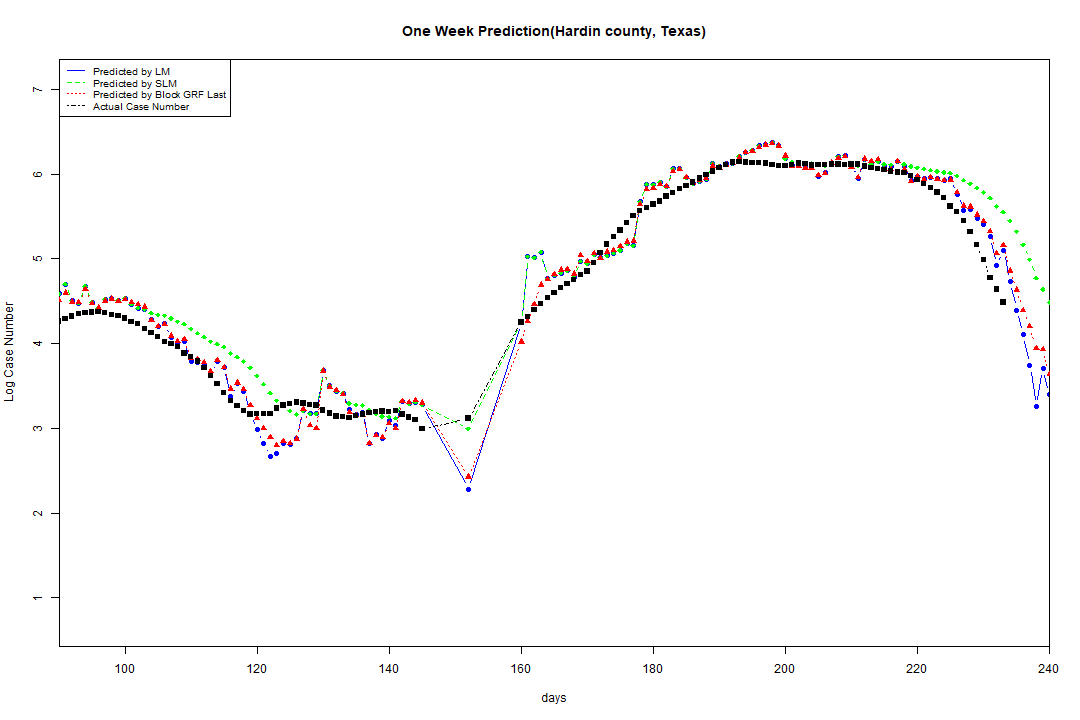 One Week Prediction(Hardin county, Texas)
Predicted by LM
Predicted by SLM
Predicted by Block GRF Last
Actual Case Number
Log Case Number
7
6
5
4
3
2
1
100 120 140 160 180 200 220 240
days